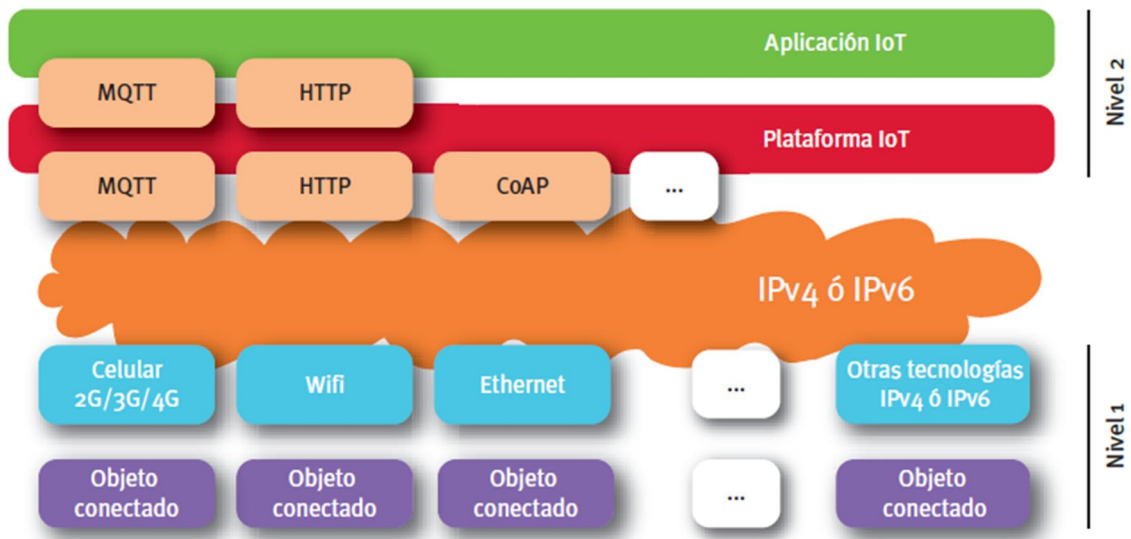 Aplicación IoT
MQTT
HTTP
Plataforma IoT
MQTT
HTTP
CoAP
...
Nivel 2
IPv4 ó IPv6
Celular
2G/3G/4G
Wifi
Ethernet
...
Otras tecnologías
IPv4 ó IPv6
Objeto
conectado
Objeto
conectado
Objeto
conectado
...
Objeto
conectado
Nivel 1